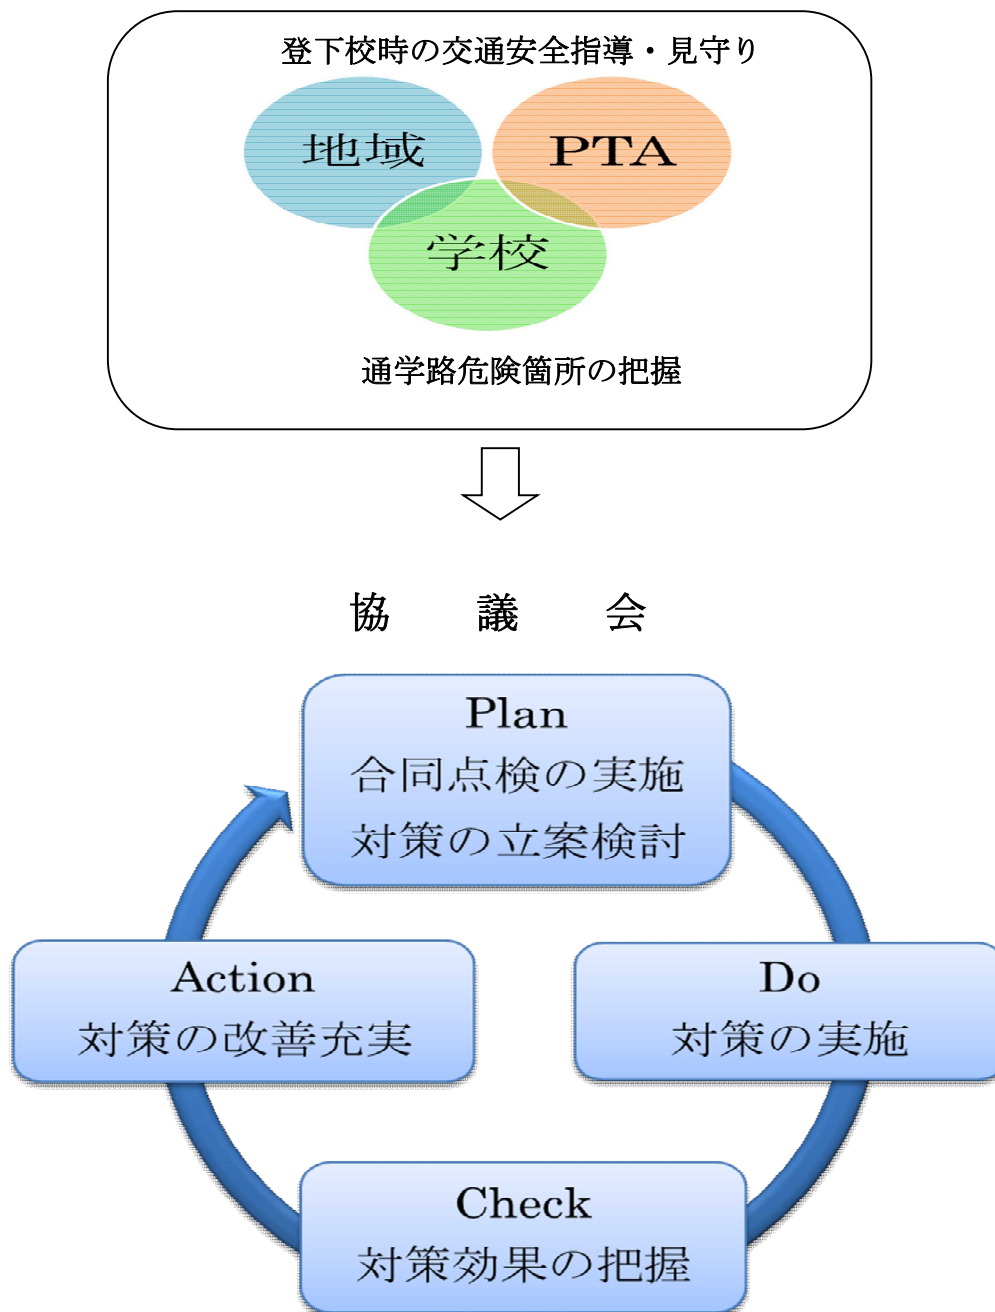 登下校時の交通安全指導・見守り
地域
PTA
学校
通学路危険箇所の把握
協 議 会
Plan
合同点検の実施
対策の立案検討
Do
対策の実施
Check
対策効果の把握
Action
対策の改善充実